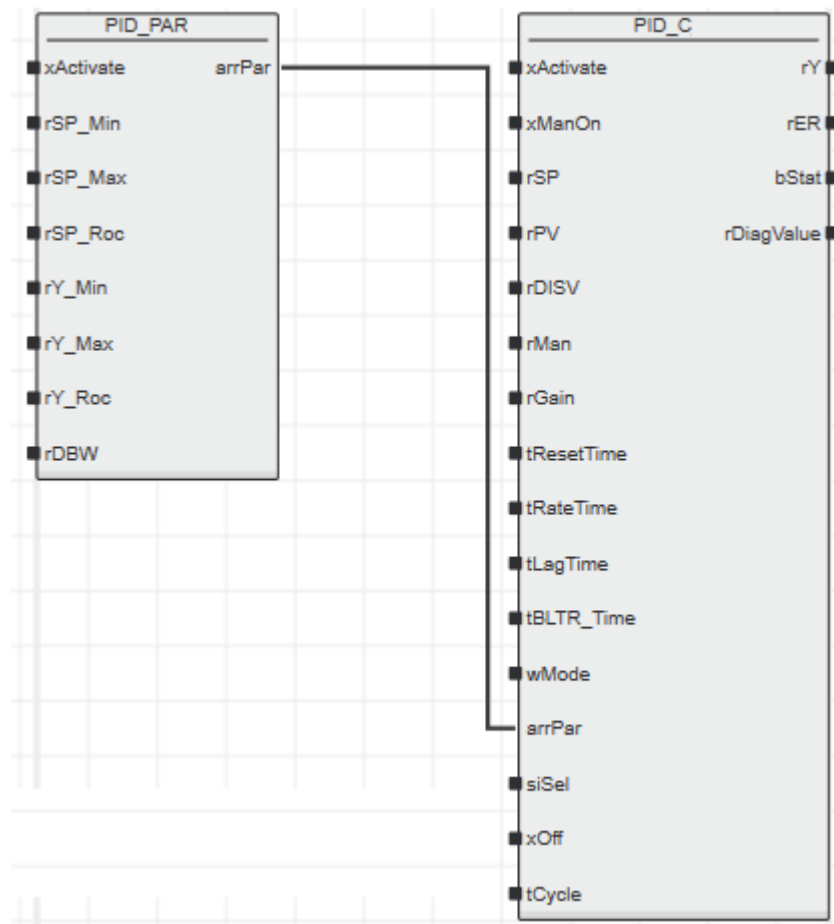 PID_PAR
xActivate arrPar
rSP_Min
rSP_Max
rSP_Roc
rY_Min
rY_Max
rY_Roc
rDBW
PID_C
xActivate rY
xManOn rER
rSP bStat
rPV rDiagValue
rDISV
rMan
rGain
tResetTime
tRateTime
tLagTime
tBLTR_Time
wMode
arrPar
siSel
xOff
tCycle